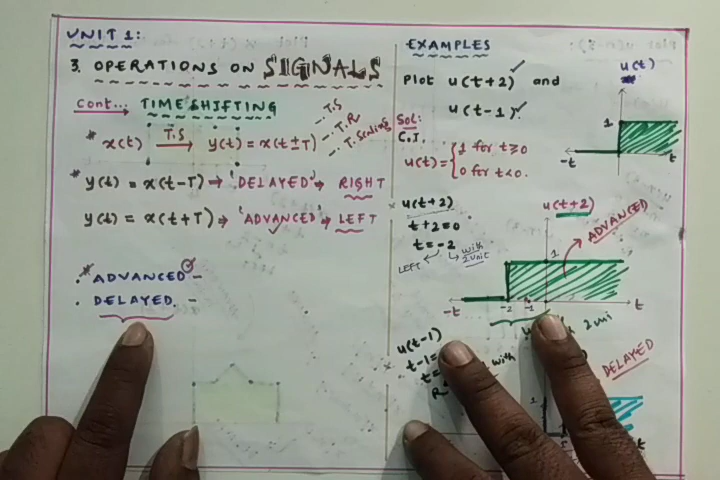 UNIT 1:
3. OPERATIONS ON SIGNALS
Cont... TIME SHIFTING
- T.S
- T.R
- T. Scaling
* x(t) T.S → y(t) = x(t ± T)
* y(t) = x(t-T) → 'DELAYED' → RIGHT
y(t) = x(t+T) → 'ADVANCED' → LEFT
* ADVANCED -
. DELAYED. -
EXAMPLES
Plot u(t+2) and
u(t-1).
Sol:
C.T.
u(t) = { 1 for t≥0
0 for t<0.
u(t)
1
-t t
* u(t+2)
t+2=0
t=-2
LEFT with
2 unit
u(t+2)
ADVANCED
1
-t -2 -1 t
u(t-1)
t-1=
t=
with
DELAYED
1
t